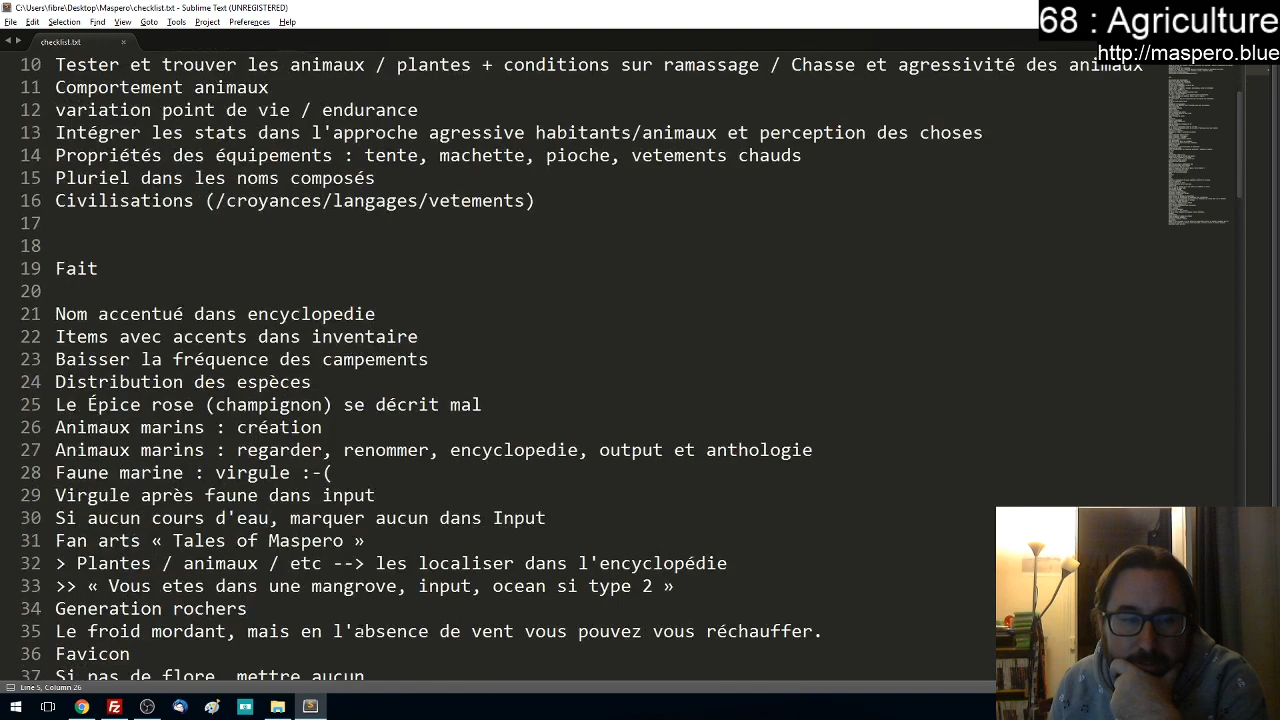 C:\Users\fibre\Desktop\Maspero\checklist.txt - Sublime Text (UNREGISTERED)
68 : Agriculture
File Edit Selection Find View Goto Tools Project Preferences Help
http://maspero.blue
checklist.txt
10 Tester et trouver les animaux / plantes + conditions sur ramassage / Chasse et agressivité des animaux
11 Comportement animaux
12 variation point de vie / endurance
13 Intégrer les stats dans l'approche agressive habitants/animaux et perception des choses
14 Propriétés des équipements : tente, machette, pioche, vetements chauds
15 Pluriel dans les noms composés
16 Civilisations (/croyances/langages/vetements)
17
18
19 Fait
20
21 Nom accentué dans encyclopedie
22 Items avec accents dans inventaire
23 Baisser la fréquence des campements
24 Distribution des espèces
25 Le Épice rose (champignon) se décrit mal
26 Animaux marins : création
27 Animaux marins : regarder, renommer, encyclopedie, output et anthologie
28 Faune marine : virgule :-(
29 Virgule après faune dans input
30 Si aucun cours d'eau, marquer aucun dans Input
31 Fan arts « Tales of Maspero »
32 > Plantes / animaux / etc --> les localiser dans l'encyclopédie
33 >> « Vous etes dans une mangrove, input, ocean si type 2 »
34 Generation rochers
35 Le froid mordant, mais en l'absence de vent vous pouvez vous réchauffer.
36 Favicon
37 Si pas de flore, mettre aucun
Line 5, Column 26